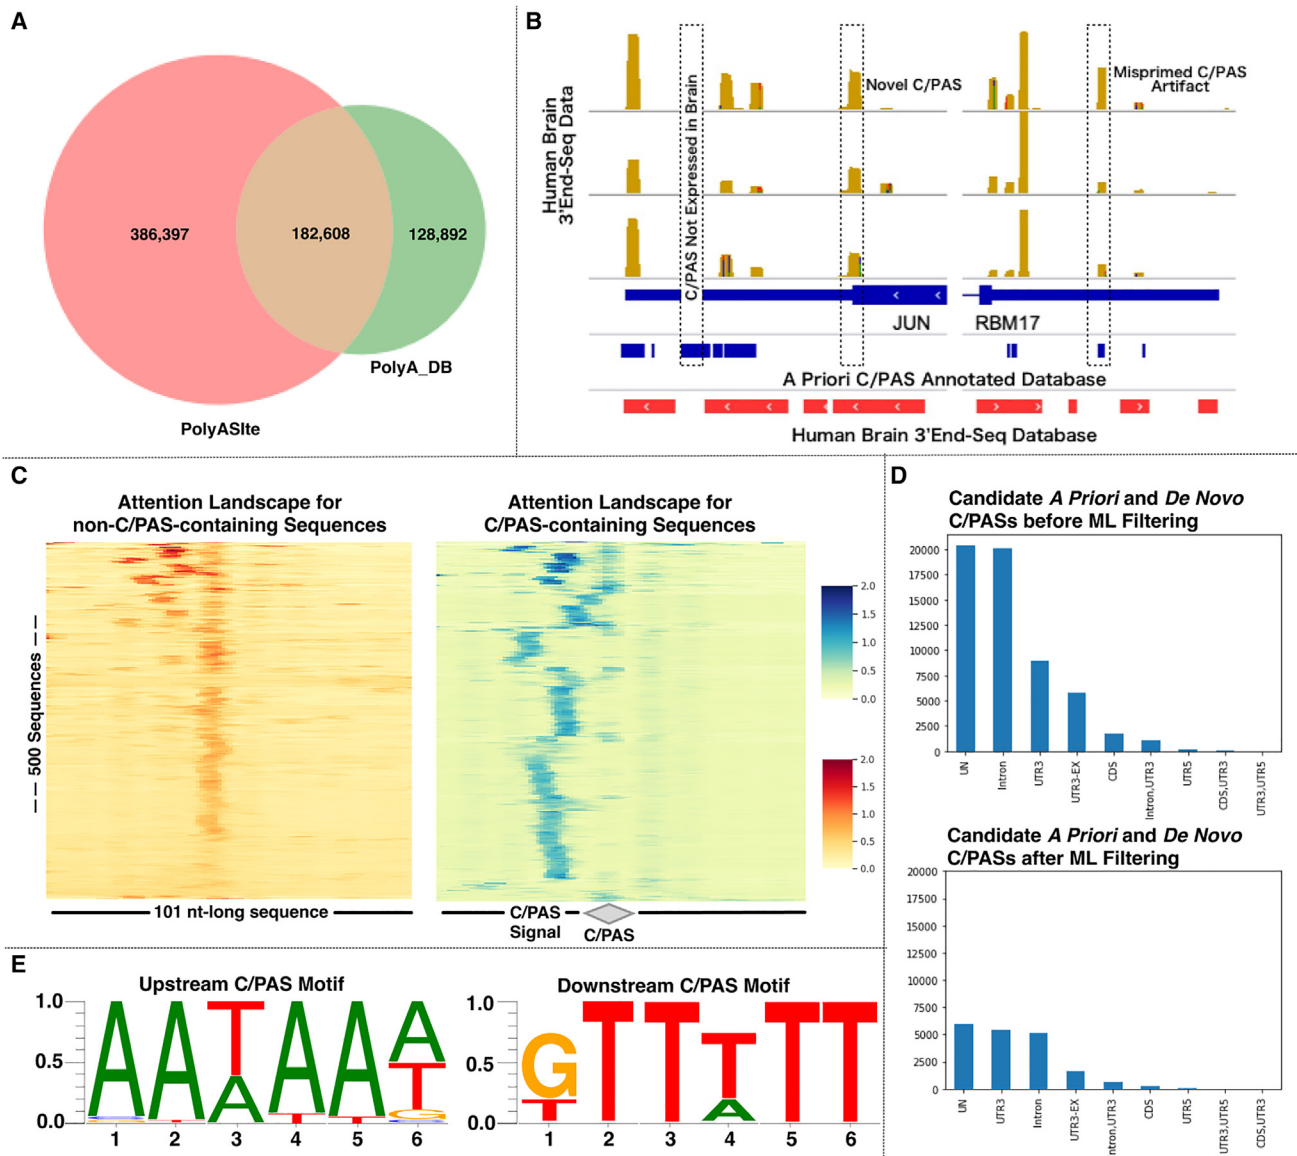 A
386,397
182,608
128,892
PolyA_DB
PolyASIte
B
Human Brain
3'End-Seq Data
C/PAS Not Expressed in Brain
Novel C/PAS
Misprimed C/PAS
Artifact
JUN
RBM17
A Priori C/PAS Annotated Database
Human Brain 3'End-Seq Database
C
Attention Landscape for
non-C/PAS-containing Sequences
Attention Landscape for
C/PAS-containing Sequences
500 Sequences
101 nt-long sequence
C/PAS
Signal
C/PAS
2.0
1.5
1.0
0.5
0.0
2.0
1.5
1.0
0.5
0.0
D
Candidate A Priori and De Novo
C/PASs before ML Filtering
20000
17500
15000
12500
10000
7500
5000
2500
0
UN
Intron
UTR3
UTR3-EX
CDS
Intron,UTR3
UTR5
CDS,UTR3
UTR3,UTR5
Candidate A Priori and De Novo
C/PASs after ML Filtering
20000
17500
15000
12500
10000
7500
5000
2500
0
UN
UTR3
Intron
UTR3-EX
ntron,UTR3
CDS
UTR5
UTR3,UTR5
CDS,UTR3
E
Upstream C/PAS Motif
1.0
0.5
0.0
A A T A A A
A T
G
1 2 3 4 5 6
Downstream C/PAS Motif
1.0
0.5
0.0
G T T T T T
T A
1 2 3 4 5 6